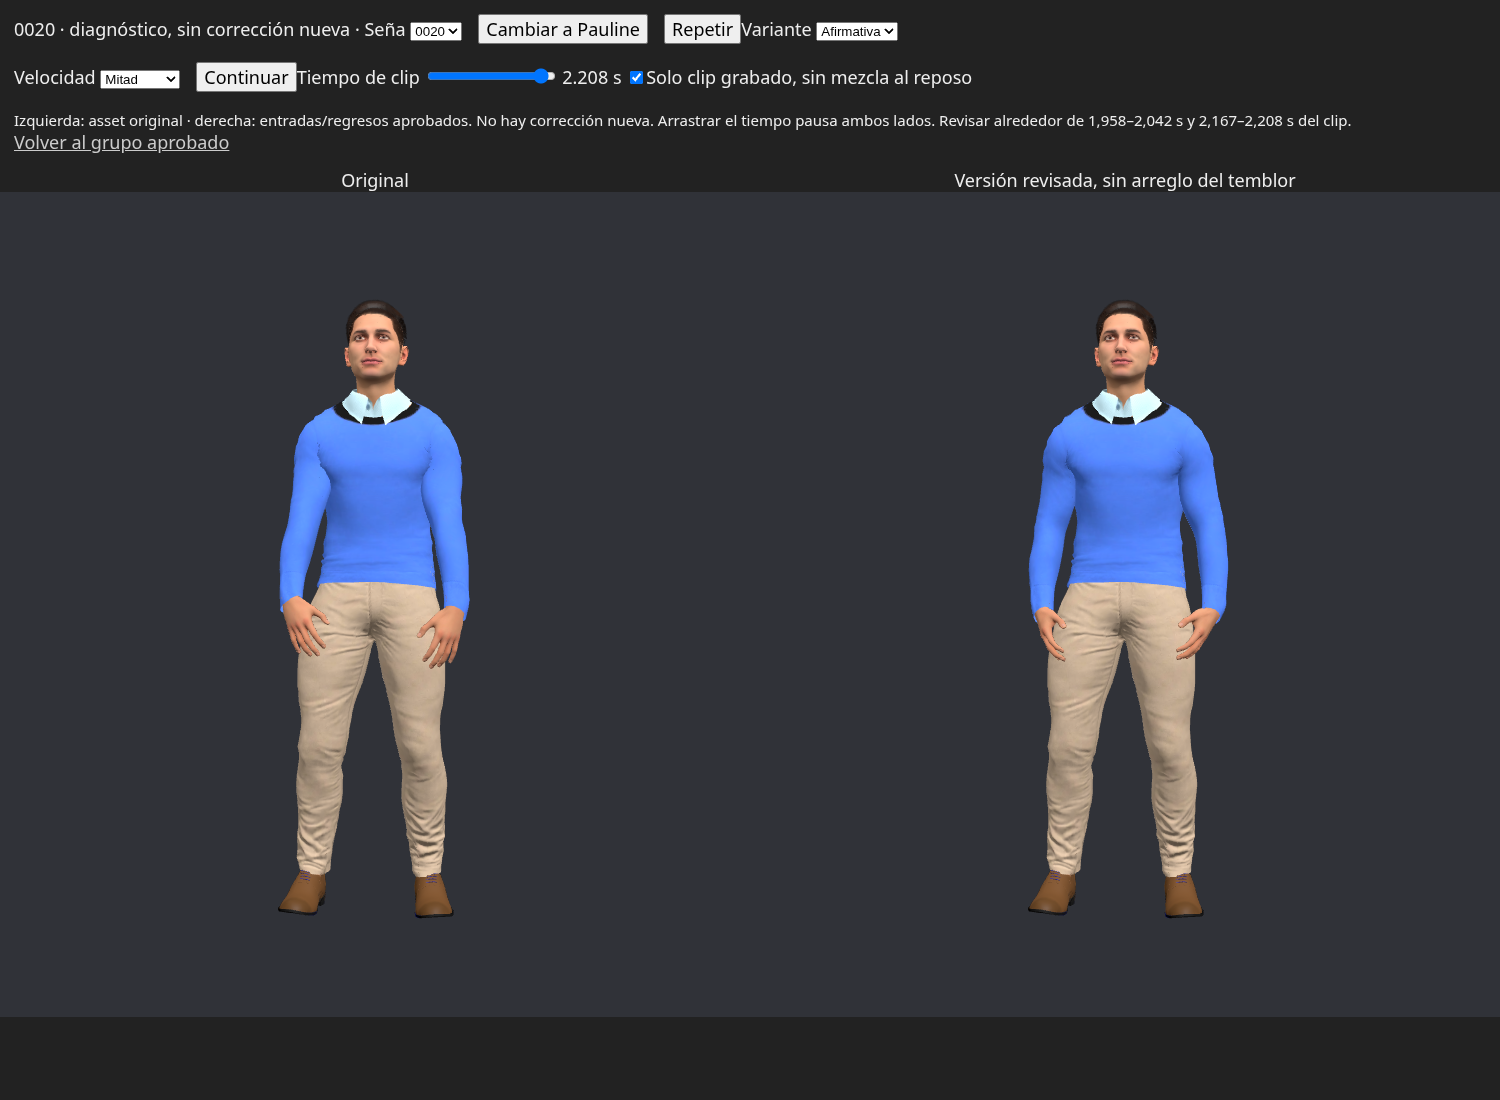 0020 · diagnóstico, sin corrección nueva · Seña 0020 Cambiar a Pauline Repetir Variante Afirmativa
Velocidad Mitad Continuar Tiempo de clip 2.208 s Solo clip grabado, sin mezcla al reposo
Izquierda: asset original · derecha: entradas/regresos aprobados. No hay corrección nueva. Arrastrar el tiempo pausa ambos lados. Revisar alrededor de 1,958–2,042 s y 2,167–2,208 s del clip.
Volver al grupo aprobado
Original Versión revisada, sin arreglo del temblor